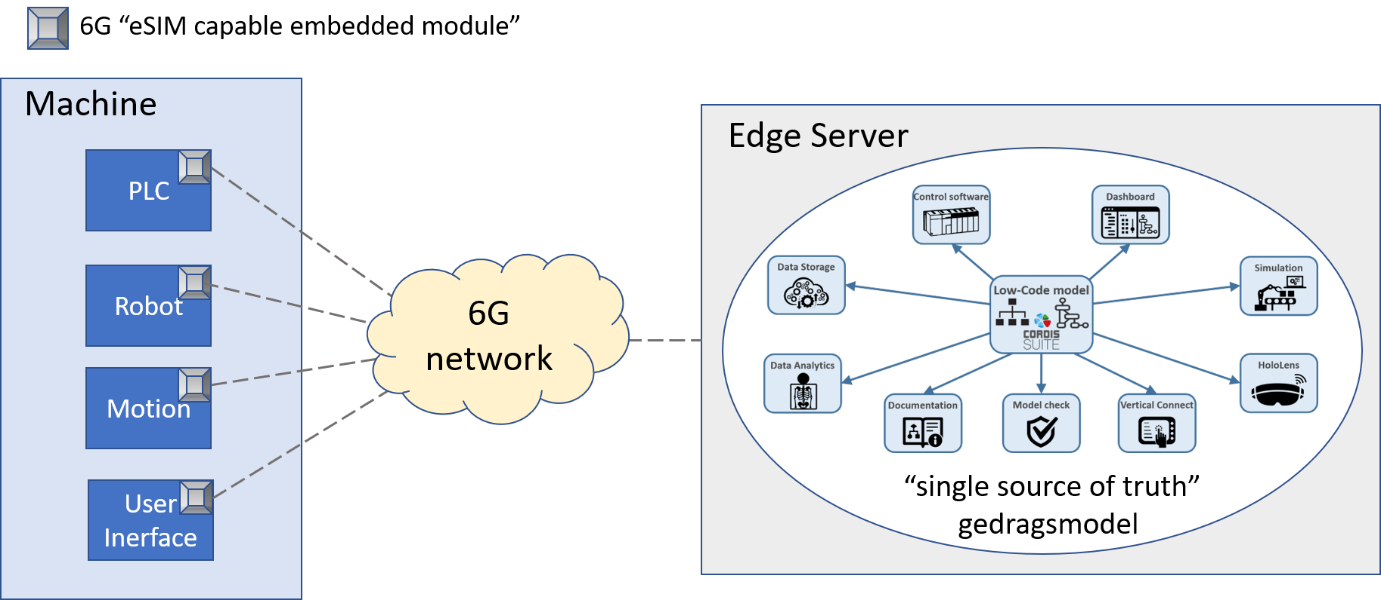 6G “eSIM capable embedded module”
Machine
PLC
Robot
Motion
User
Inerface
6G
network
Edge Server
Control software
Dashboard
Data Storage
Simulation
Low-Code model
CORDIS
SUITE
Data Analytics
HoloLens
Documentation
Model check
Vertical Connect
“single source of truth”
gedragsmodel